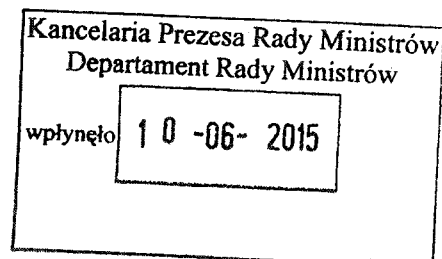 Kancelaria Prezesa Rady Ministrów
Departament Rady Ministrów
wpłynęło 10 -06- 2015